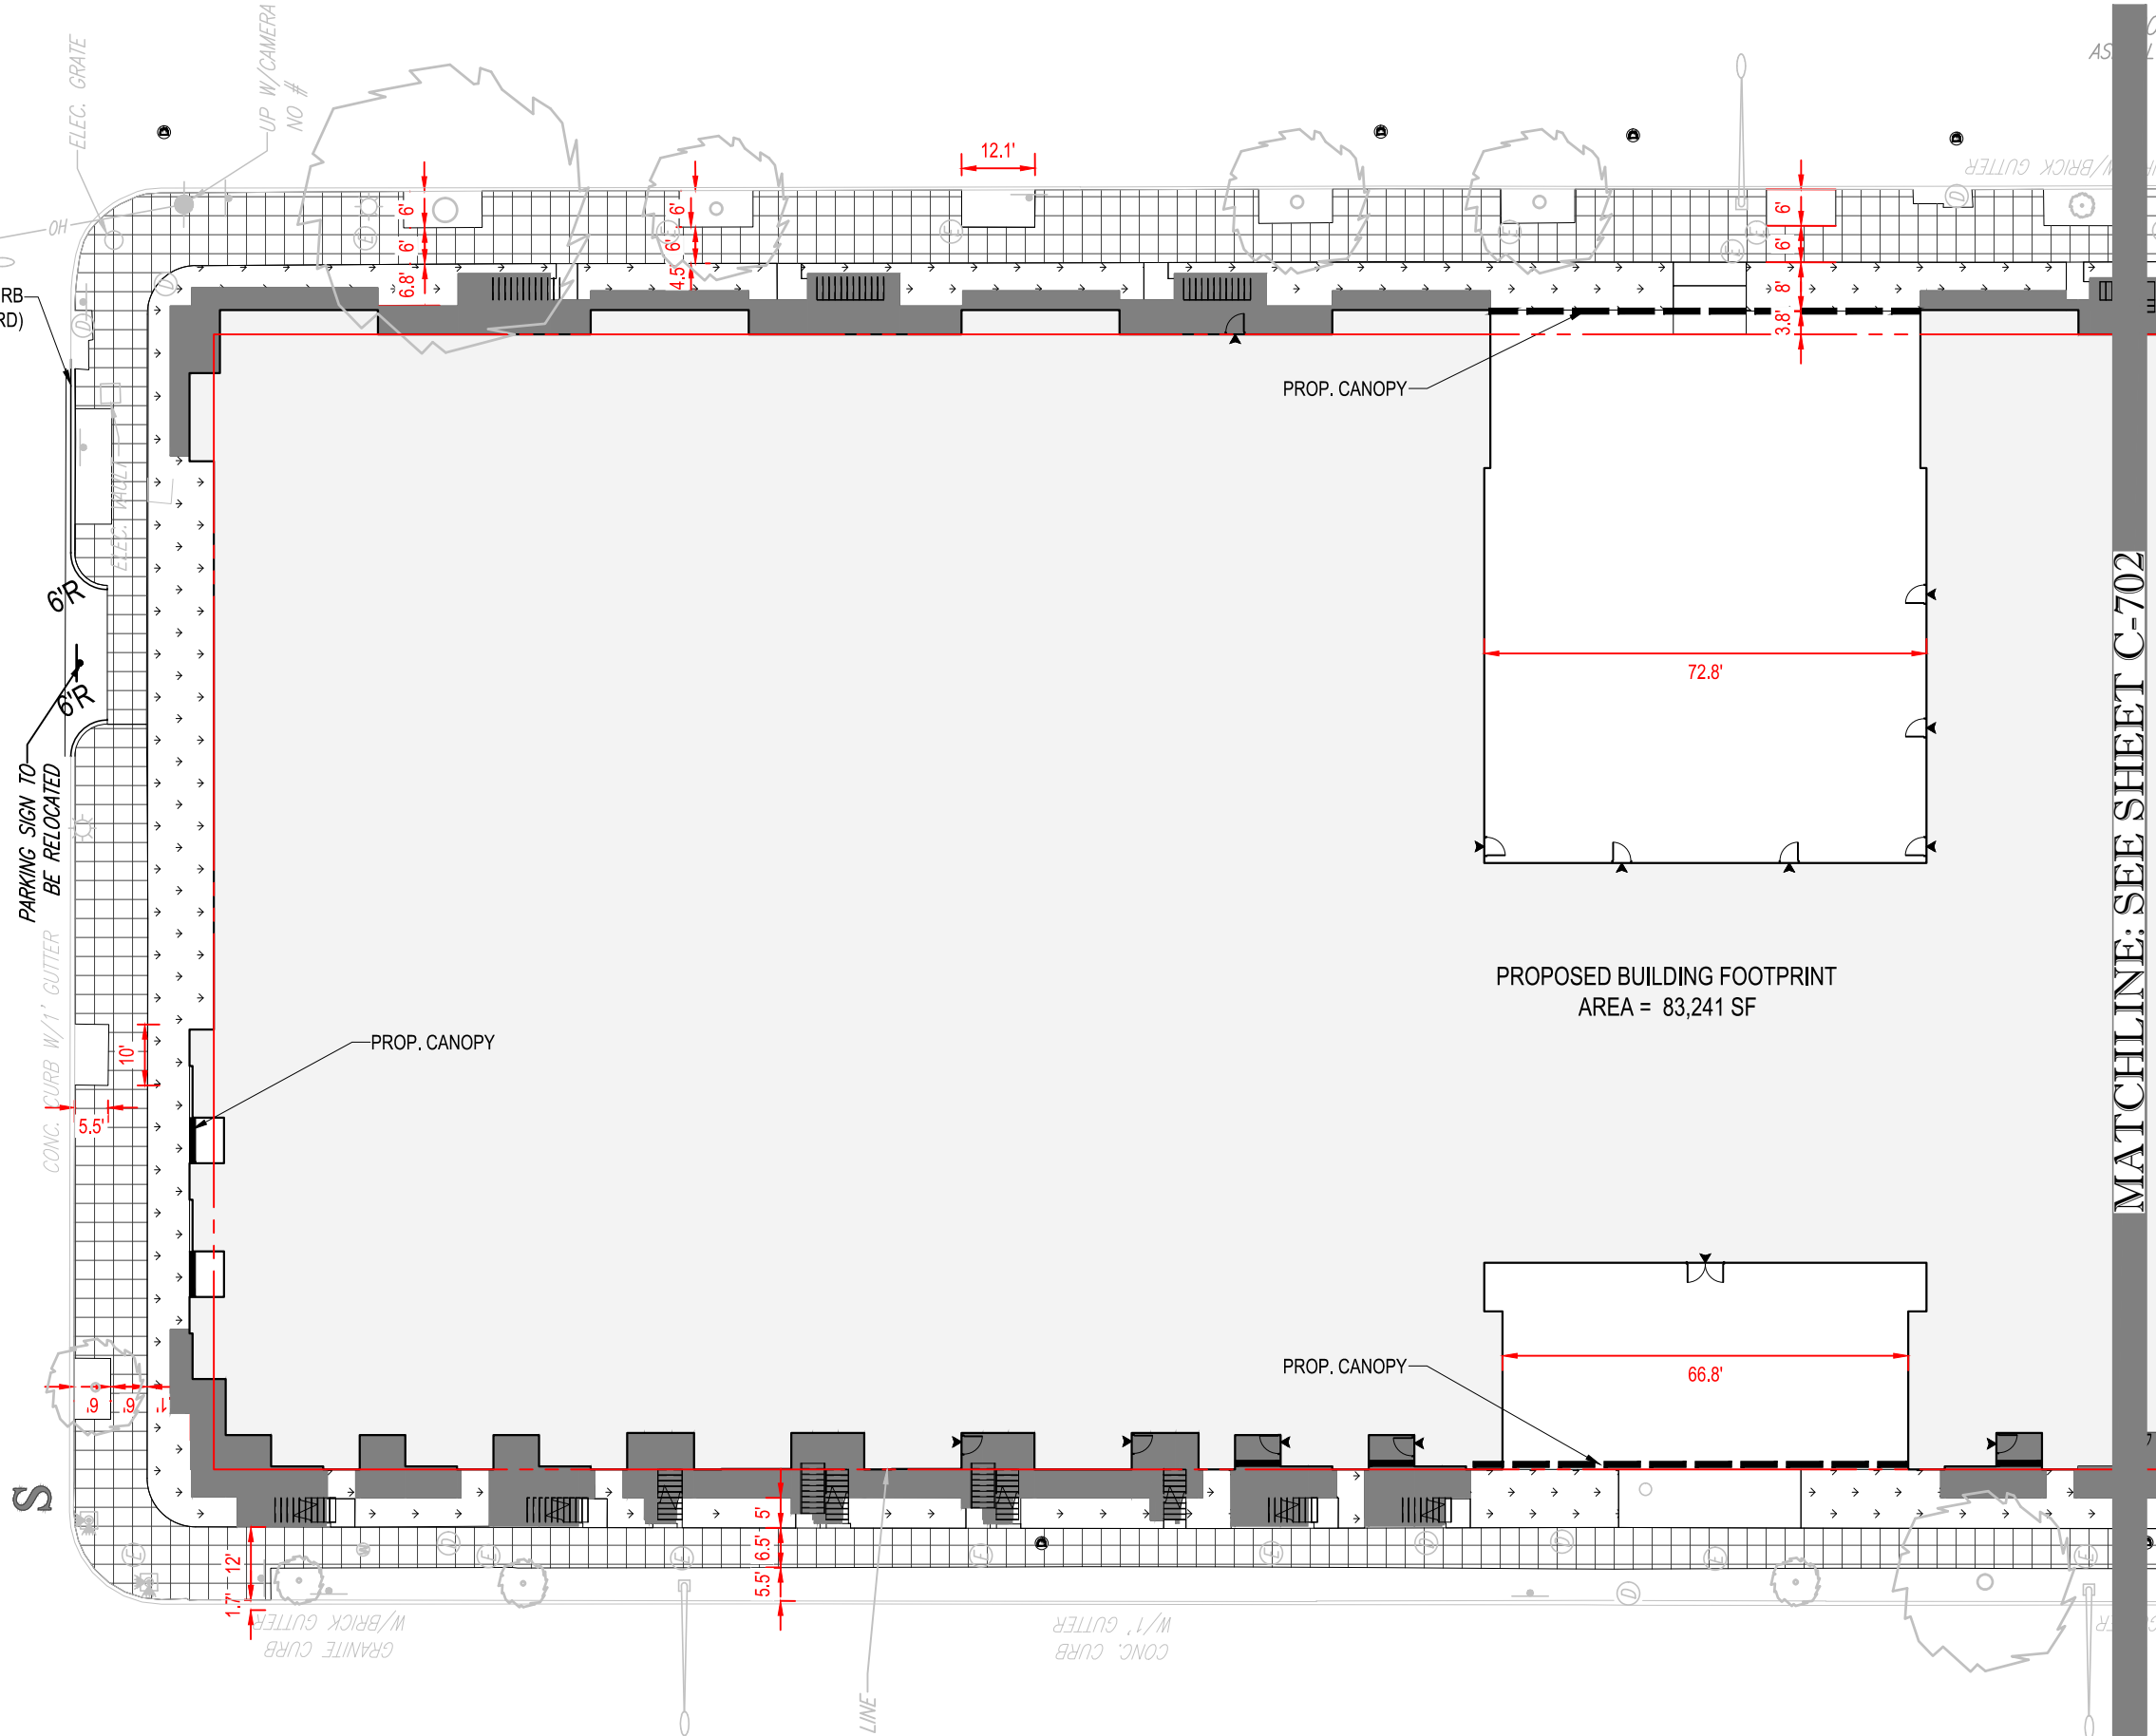 ELEC. GRATE
UP W/CAMERA
NO #
OH
12.1'
6'
6'
6.8'
6'
6'
4.5'
6'
6'
8'
3.8'
W/BRICK GUTTER
PROP. CANOPY
ELEC. VAULT
6'R
6'R
PARKING SIGN TO
BE RELOCATED
72.8'
MATCHLINE: SEE SHEET C-702
PROPOSED BUILDING FOOTPRINT
AREA = 83,241 SF
CONC. CURB W/1' GUTTER
PROP. CANOPY
10'
5.5'
PROP. CANOPY
66.8'
6'
6'
1'
S
12'
1.7'
5'
6.5'
5.5'
GRANITE CURB
W/BRICK GUTTER
CONC. CURB
W/1' GUTTER
LINE
E
E
E
E
E
E
E
E
E
E
E
E
D
D
D
D
D
D
D
D